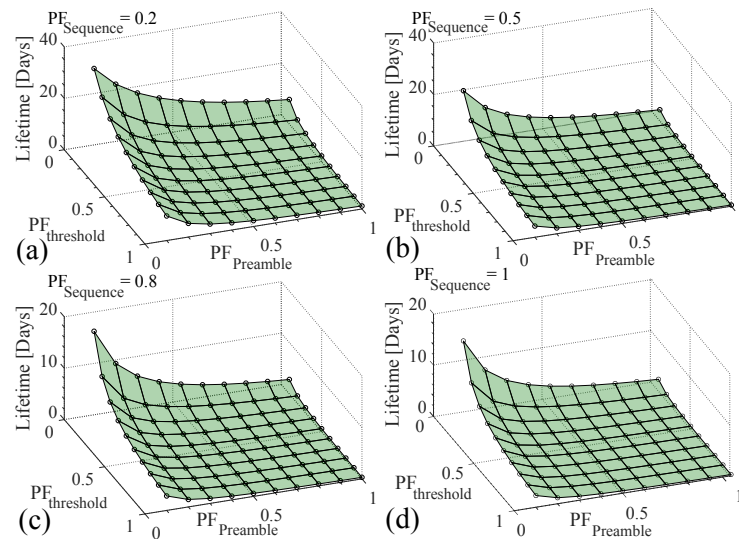 PF_Sequence = 0.2
Lifetime [Days]
40
20
0
0
0.5
1
PF_threshold
0
0.5
1
PF_Preamble
(a)
PF_Sequence = 0.5
Lifetime [Days]
40
20
0
0
0.5
1
PF_threshold
0
0.5
1
PF_Preamble
(b)
PF_Sequence = 0.8
Lifetime [Days]
20
10
0
0
0.5
1
PF_threshold
0
0.5
1
PF_Preamble
(c)
PF_Sequence = 1
Lifetime [Days]
20
10
0
0
0.5
1
PF_threshold
0
0.5
1
PF_Preamble
(d)